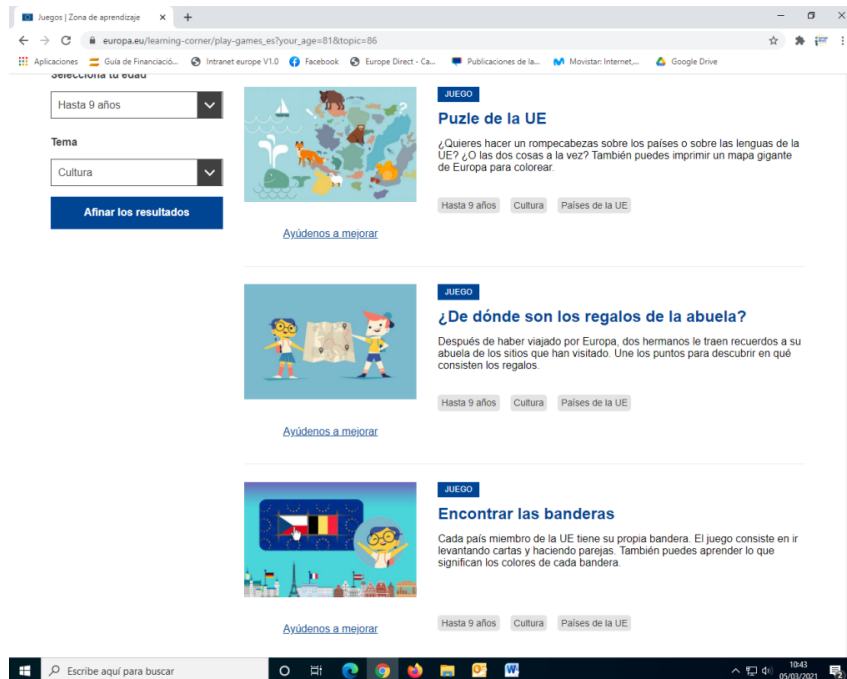 Juegos | Zona de aprendizaje
europa.eu/learning-corner/play-games_es?your_age=81&topic=86
Aplicaciones
Guía de Financiació...
Intranet europe V1.0
Facebook
Europe Direct - Ca...
Publicaciones de la...
Movistar: Internet,...
Google Drive
Selecciona tu edad
Hasta 9 años
Tema
Cultura
Afinar los resultados
Ayúdenos a mejorar
JUEGO
Puzle de la UE
¿Quieres hacer un rompecabezas sobre los países o sobre las lenguas de la
UE? ¿O las dos cosas a la vez? También puedes imprimir un mapa gigante
de Europa para colorear.
Hasta 9 años Cultura Países de la UE
Ayúdenos a mejorar
JUEGO
¿De dónde son los regalos de la abuela?
Después de haber viajado por Europa, dos hermanos le traen recuerdos a su
abuela de los sitios que han visitado. Une los puntos para descubrir en qué
consisten los regalos.
Hasta 9 años Cultura Países de la UE
Ayúdenos a mejorar
JUEGO
Encontrar las banderas
Cada país miembro de la UE tiene su propia bandera. El juego consiste en ir
levantando cartas y haciendo parejas. También puedes aprender lo que
significan los colores de cada bandera.
Hasta 9 años Cultura Países de la UE
Escribe aquí para buscar
10:43
05/03/2021